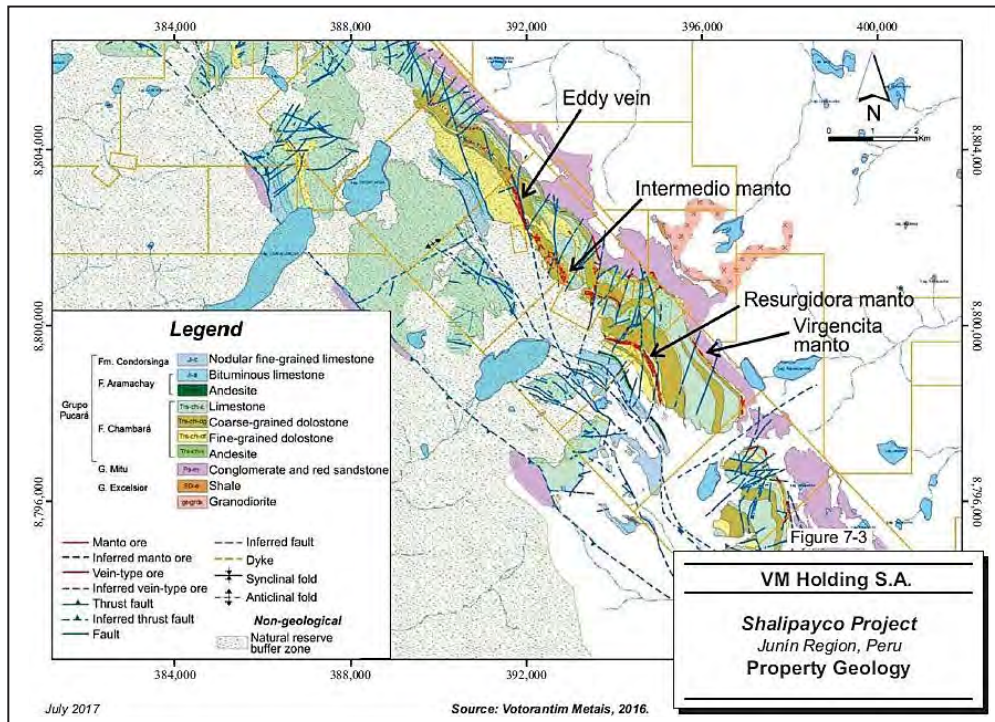 384,000
388,000
392,000
396,000
400,000
8,804,000
8,804,000
8,800,000
8,800,000
8,796,000
8,796,000
N
0 1 2
Km
Eddy vein
Intermedio manto
Resurgidora manto
Virgencita
manto
Legend
Fm. Condorsinga
Nodular fine-grained limestone
F. Aramachay
Bituminous limestone
Andesite
Grupo
Pucará
F. Chambará
Limestone
Coarse-grained dolostone
Fine-grained dolostone
Andesite
G. Mitu
Conglomerate and red sandstone
G. Excelsior
Shale
Granodiorite
Manto ore
Inferred manto ore
Vein-type ore
Inferred vein-type ore
Thrust fault
Inferred thrust fault
Fault
Inferred fault
Dyke
Synclinal fold
Anticlinal fold
Non-geological
Natural reserve
buffer zone
Figure 7-3
VM Holding S.A.
Shalipayco Project
Junín Region, Peru
Property Geology
384,000
388,000
392,000
July 2017
Source: Votorantim Metais, 2016.